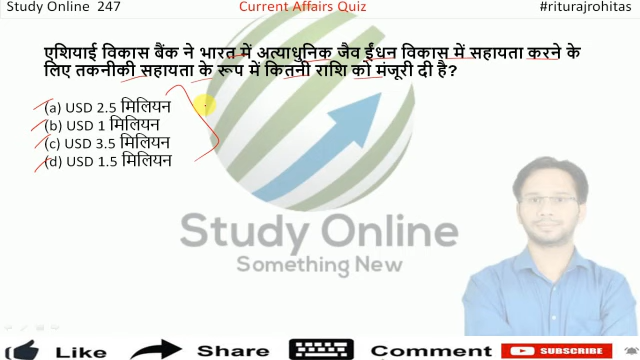 Study Online 247
Current Affairs Quiz
#riturajrohitas
एशियाई विकास बैंक ने भारत में अत्याधुनिक जैव ईंधन विकास में सहायता करने के
लिए तकनीकी सहायता के रूप में कितनी राशि को मंजूरी दी है?
(a) USD 2.5 मिलियन
(b) USD 1 मिलियन
(c) USD 3.5 मिलियन
(d) USD 1.5 मिलियन
Study Online
Something New
Like
Share
Comment
SUBSCRIBE